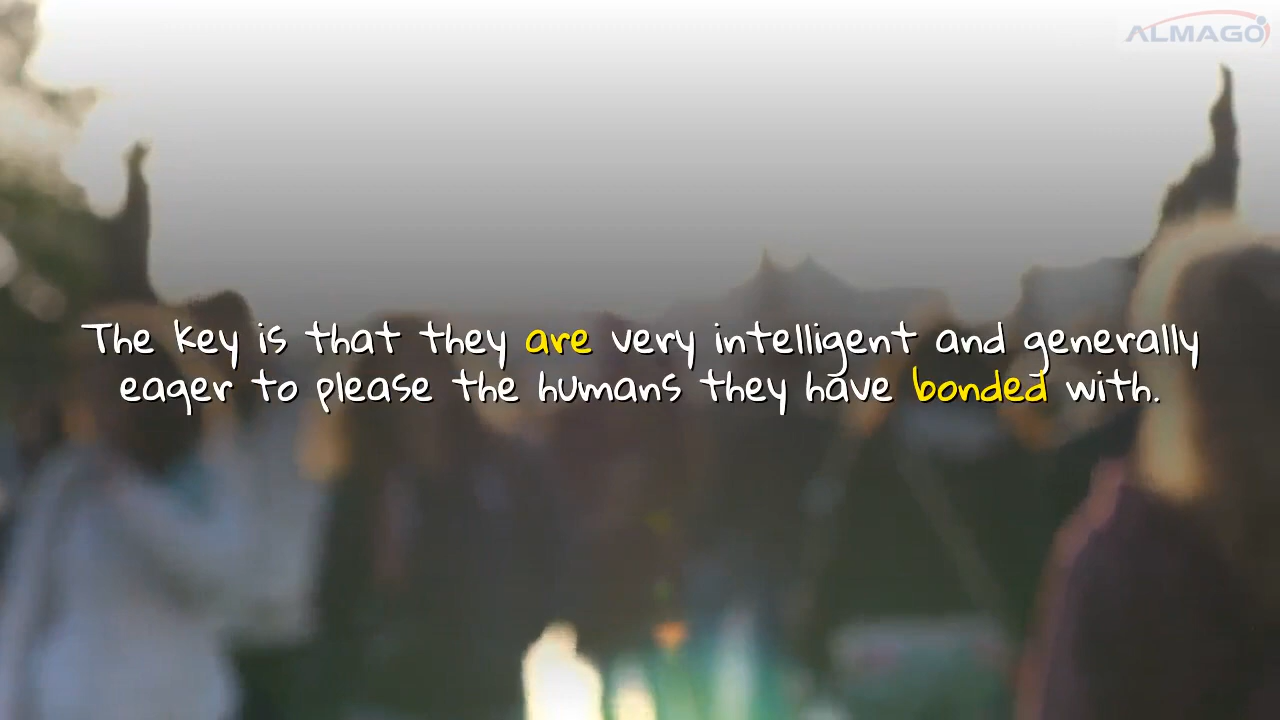 ALMAGO
The key is that they are very intelligent and generally
eager to please the humans they have bonded with.